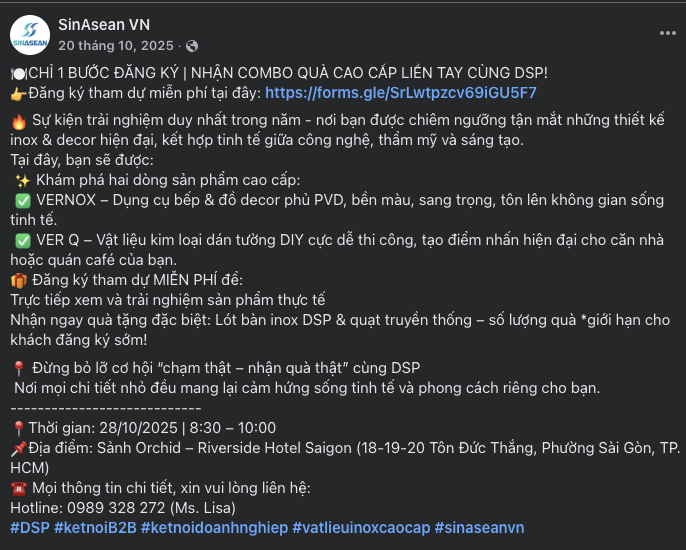 SINASEAN
SinAsean VN
20 tháng 10, 2025 ·
🍽️CHỈ 1 BƯỚC ĐĂNG KÝ | NHẬN COMBO QUÀ CAO CẤP LIỀN TAY CÙNG DSP!
👉Đăng ký tham dự miễn phí tại đây: https://forms.gle/SrLwtpzcv69iGU5F7
🔥 Sự kiện trải nghiệm duy nhất trong năm - nơi bạn được chiêm ngưỡng tận mắt những thiết kế
inox & decor hiện đại, kết hợp tinh tế giữa công nghệ, thẩm mỹ và sáng tạo.
Tại đây, bạn sẽ được:
✨ Khám phá hai dòng sản phẩm cao cấp:
✅ VERNOX – Dụng cụ bếp & đồ decor phủ PVD, bền màu, sang trọng, tôn lên không gian sống
tinh tế.
✅ VER Q – Vật liệu kim loại dán tường DIY cực dễ thi công, tạo điểm nhấn hiện đại cho căn nhà
hoặc quán café của bạn.
🎁 Đăng ký tham dự MIỄN PHÍ để:
Trực tiếp xem và trải nghiệm sản phẩm thực tế
Nhận ngay quà tặng đặc biệt: Lót bàn inox DSP & quạt truyền thống – số lượng quà *giới hạn cho
khách đăng ký sớm!
📍 Đừng bỏ lỡ cơ hội “chạm thật – nhận quà thật” cùng DSP
Nơi mọi chi tiết nhỏ đều mang lại cảm hứng sống tinh tế và phong cách riêng cho bạn.
----------------------------
📍Thời gian: 28/10/2025 | 8:30 – 10:00
📌Địa điểm: Sảnh Orchid – Riverside Hotel Saigon (18-19-20 Tôn Đức Thắng, Phường Sài Gòn, TP.
HCM)
☎️ Mọi thông tin chi tiết, xin vui lòng liên hệ:
Hotline: 0989 328 272 (Ms. Lisa)
#DSP #ketnoiB2B #ketnoidoanhnghiep #vatlieuinoxcaocap #sinaseanvn